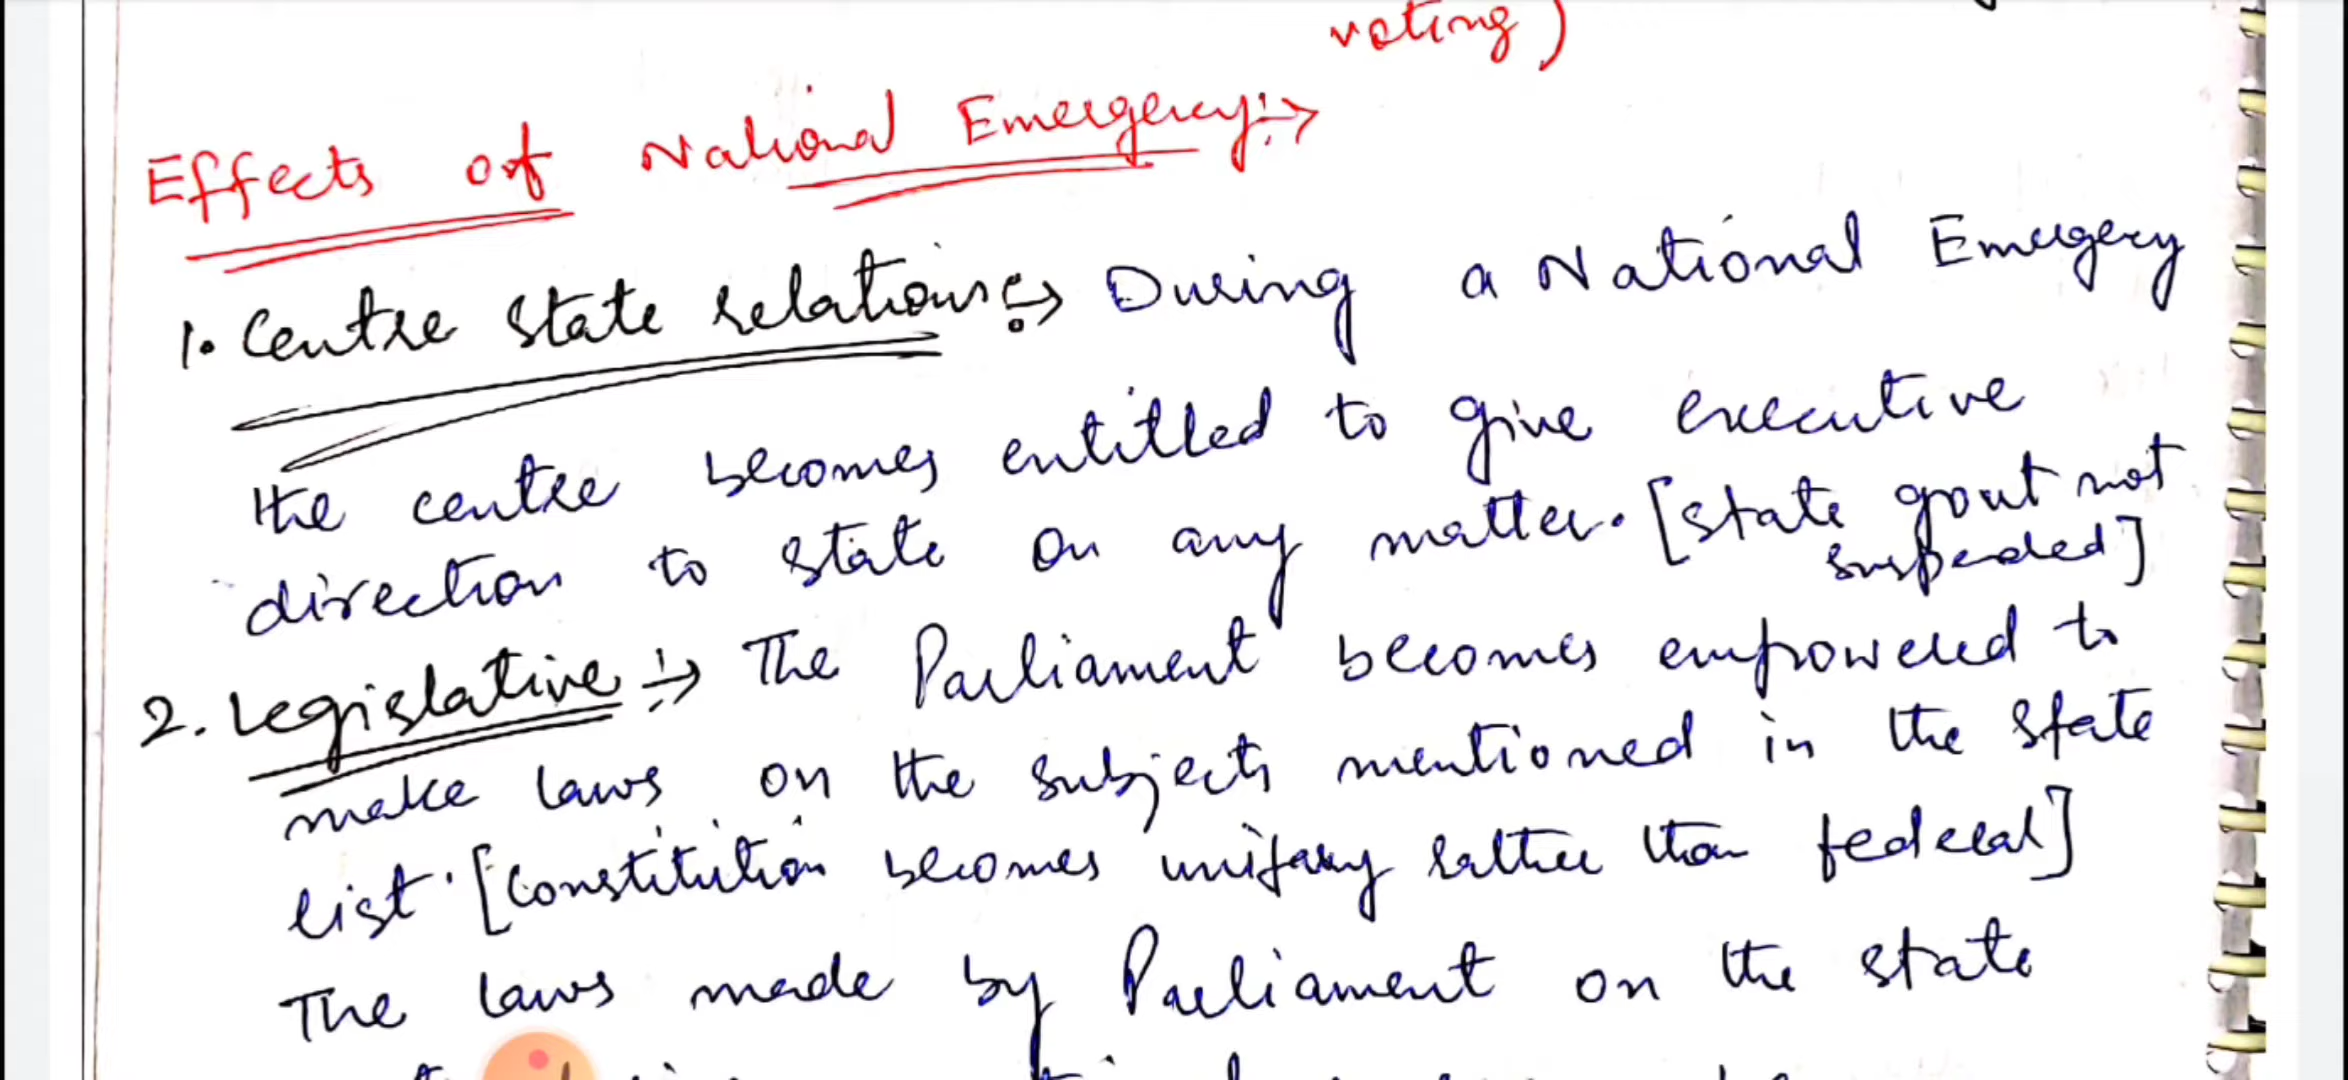 voting)
Effects of National Emergency:→
1. Centre state relations:→ During a National Emergency
the centre becomes entitled to give executive
direction to state on any matter. [state govt not
suspended]
2. Legislative:→ The Parliament becomes empowered to
make laws on the subjects mentioned in the state
list. [Constitution becomes unitary rather than federal]
The laws made by Parliament on the state